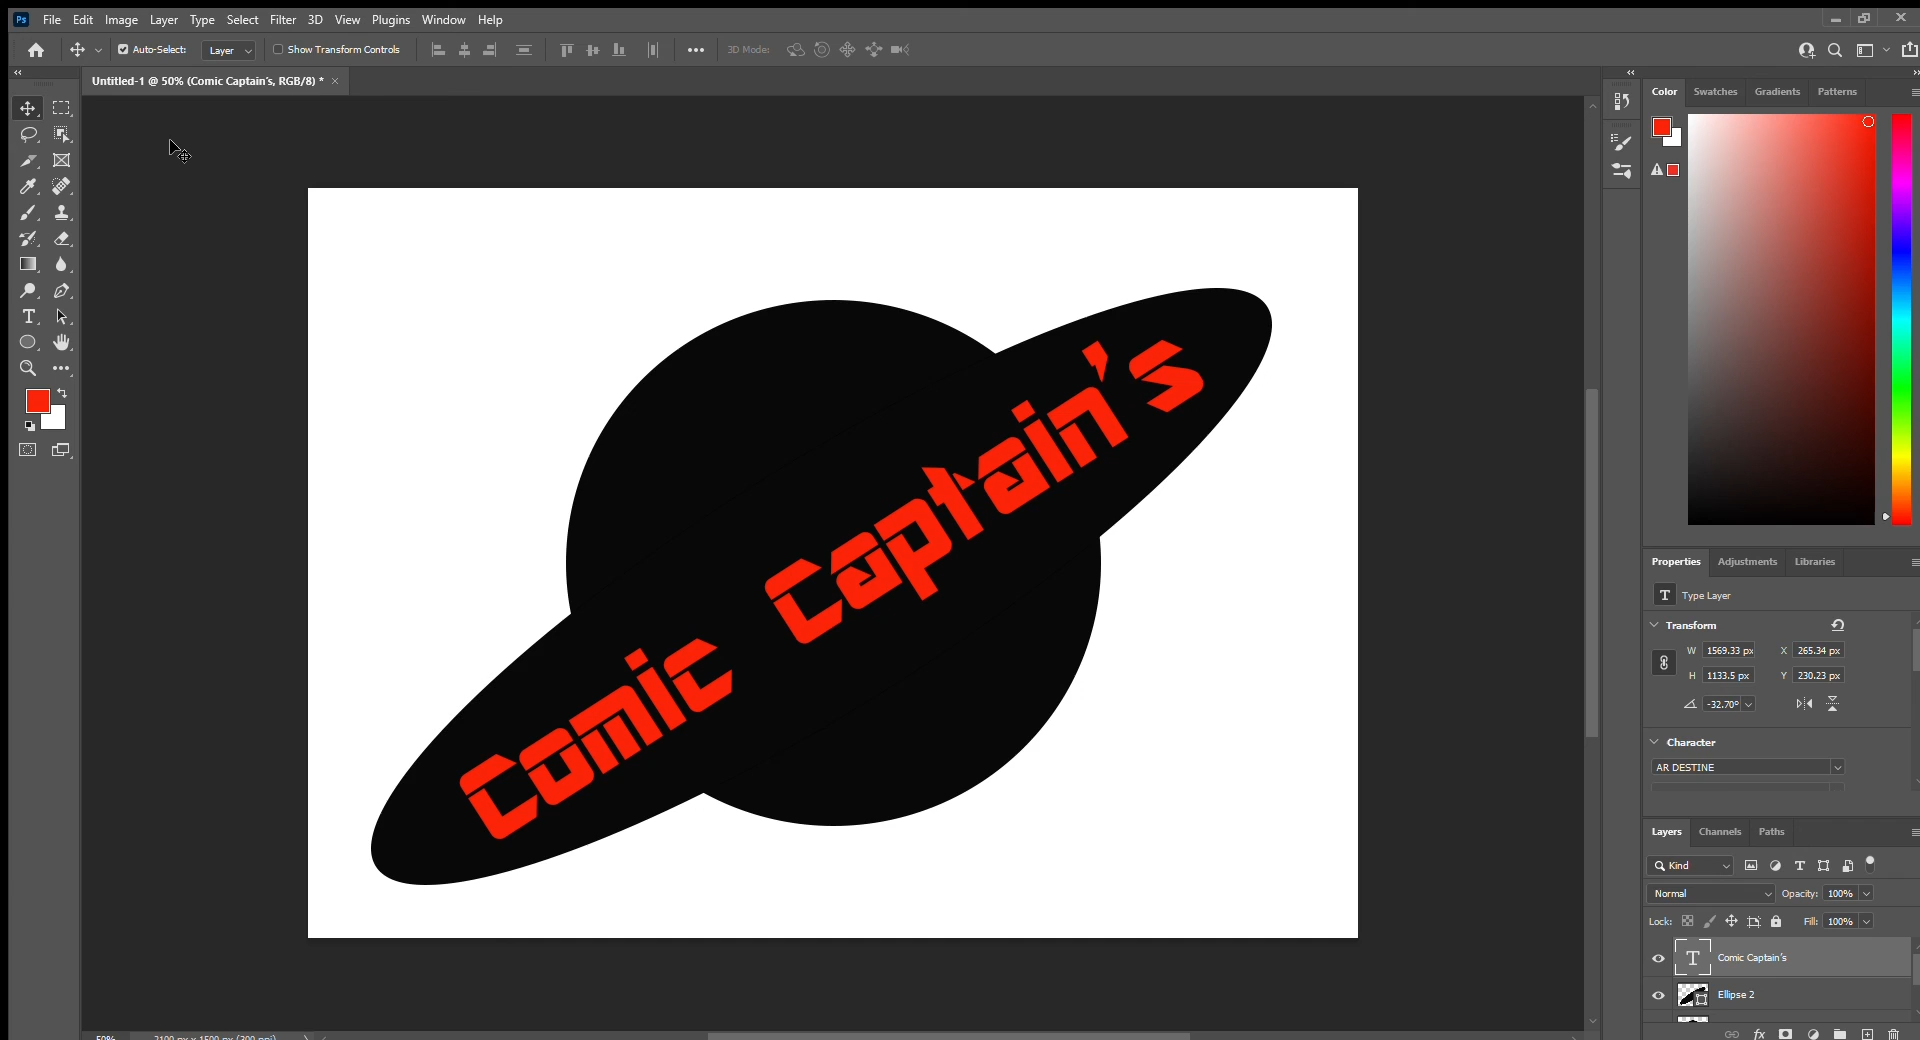 Ps File Edit Image Layer Type Select Filter 3D View Plugins Window Help
Auto-Select: Layer Show Transform Controls 3D Mode:
Untitled-1 @ 50% (Comic Captain's, RGB/8) * ×
Comic Captain's
Color Swatches Gradients Patterns
Properties Adjustments Libraries
T Type Layer
Transform
W 1569.33 px X 265.34 px
H 1133.5 px Y 230.23 px
-32.70°
Character
AR DESTINE
Layers Channels Paths
Kind
Normal Opacity: 100%
Lock: Fill: 100%
T Comic Captain's
Ellipse 2
fx
50% 2100 px x 1500 px (300 ppi)